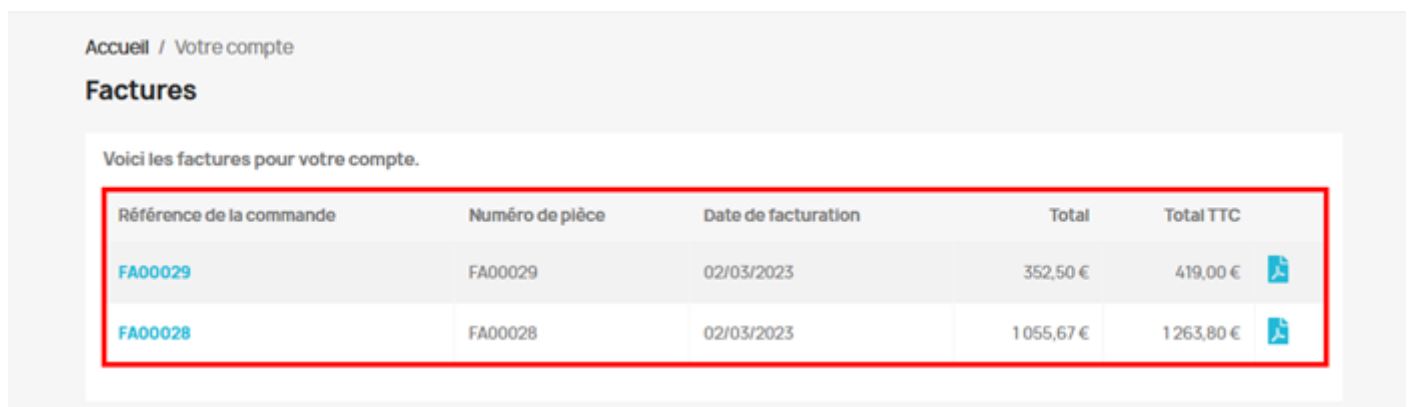 Accueil / Votre compte
Factures
Voici les factures pour votre compte.
Référence de la commande Numéro de pièce Date de facturation Total Total TTC
FA00029 FA00029 02/03/2023 352,50 € 419,00 €
FA00028 FA00028 02/03/2023 1 055,67 € 1 263,80 €